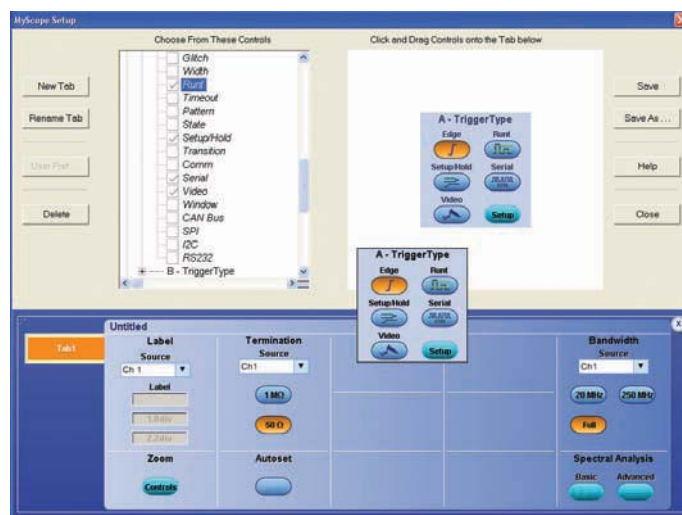 MyScope Setup
Choose From These Controls
Click and Drag Controls onto the Tab below
New Tab
Rename Tab
User Pref...
Delete
Glitch
Width
Runt
Timeout
Pattern
State
Setup/Hold
Transition
Comm
Serial
Video
Window
CAN Bus
SPI
I2C
RS232
B - TriggerType
A - TriggerType
Edge Runt
Setup/Hold Serial
Video
Setup
Save
Save As ...
Help
Close
A - TriggerType
Edge Runt
Setup/Hold Serial
Video
Setup
Tab1
Untitled
Label
Source
Ch 1
Label
1.8div
2.2div
Zoom
Controls
Termination
Source
Ch1
1 MΩ
50 Ω
Autoset
Bandwidth
Source
Ch1
20 MHz 250 MHz
Full
Spectral Analysis
Basic Advanced